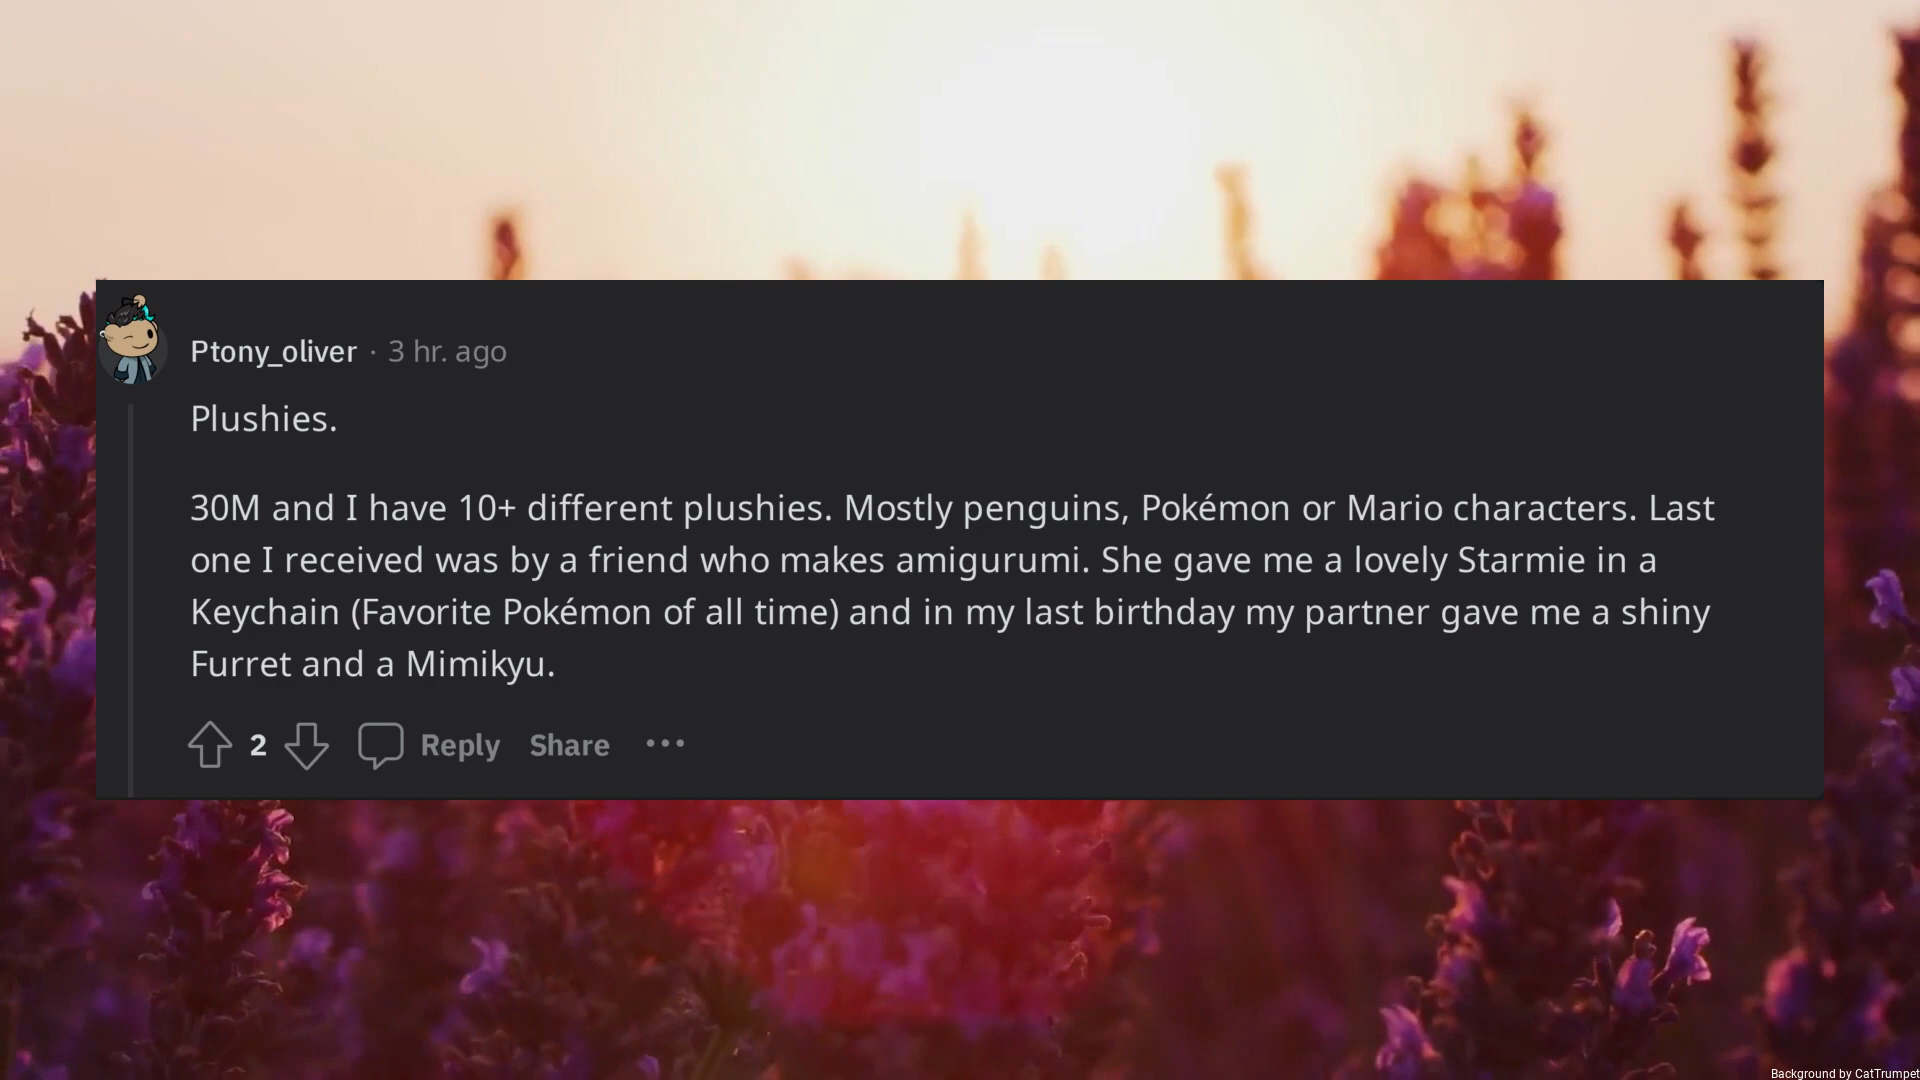 Ptony_oliver · 3 hr. ago
Plushies.
30M and I have 10+ different plushies. Mostly penguins, Pokémon or Mario characters. Last
one I received was by a friend who makes amigurumi. She gave me a lovely Starmie in a
Keychain (Favorite Pokémon of all time) and in my last birthday my partner gave me a shiny
Furret and a Mimikyu.
2 Reply Share ···
Background by CatTrumpet